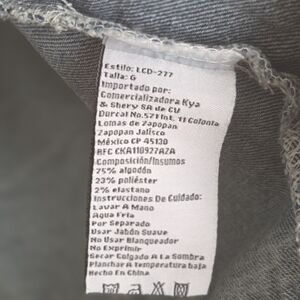 Estilo: LCD-277
Talla: G
Importado por:
Comercializadora Kya
& Shery SA de CV
Durcal No.571 Int. 11 Colonia
Lomas de Zapopan
Zapopan Jalisco
México CP 45130
RFC CKA110927AZA
Composición/Insumos
75% algodón
23% poliéster
2% elastano
Instrucciones De Cuidado:
Lavar A Mano
Agua Fria
Por Separado
Usar Jabón Suave
No Usar Blanqueador
No Exprimir
Secar Colgado A La Sombra
Planchar A Temperatura baja
Hecho En China